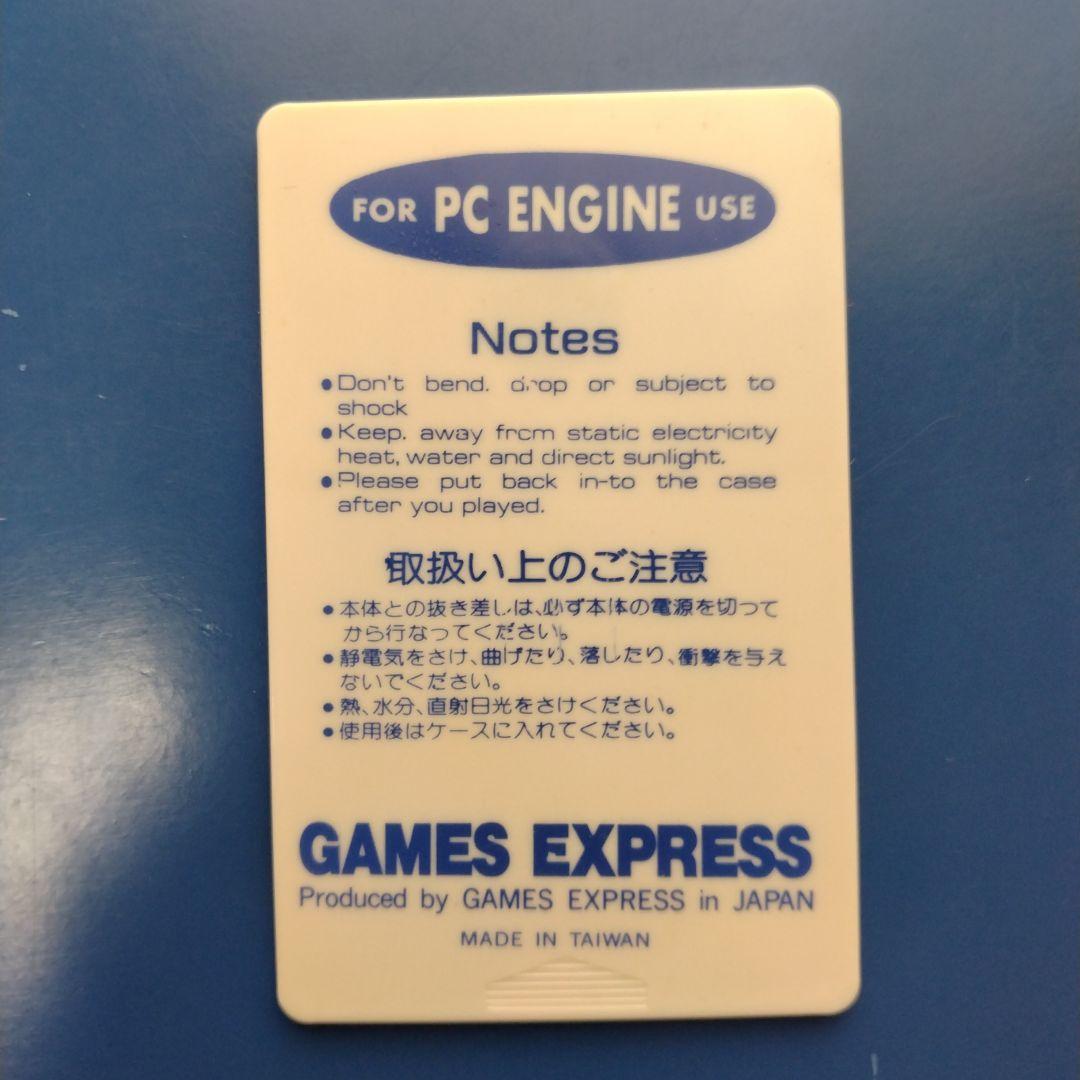 FOR PC ENGINE USE
Notes
●Don't bend. drop or subject to
shock
●Keep. away from static electricity
heat, water and direct sunlight.
●Please put back in-to the case
after you played.
取扱い上のご注意
●本体との抜き差しは、必ず本体の電源を切って
から行なってください。
●静電気をさけ、曲げたり、落したり、衝撃を与え
ないでください。
●熱、水分、直射日光をさけください。
●使用後はケースに入れてください。
GAMES EXPRESS
Produced by GAMES EXPRESS in JAPAN
MADE IN TAIWAN